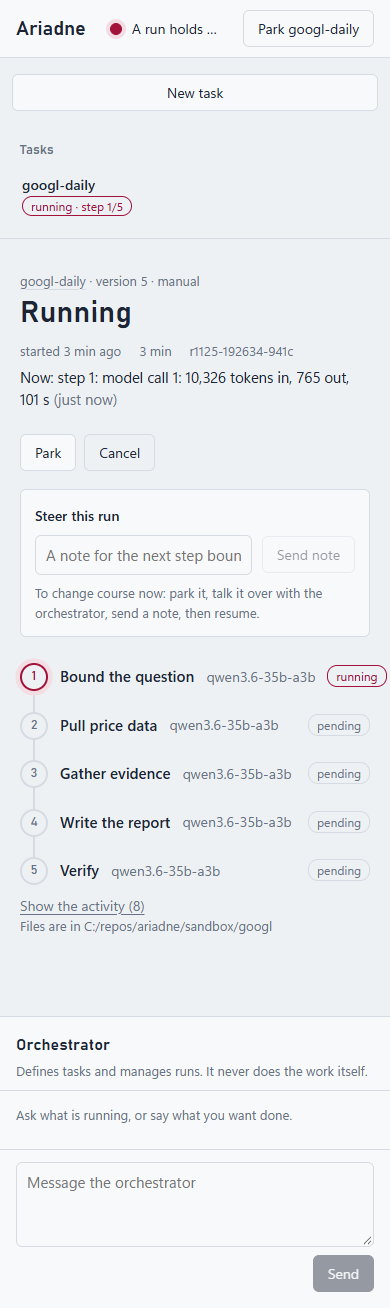 Ariadne
A run holds ...
Park googl-daily
New task
Tasks
googl-daily
running · step 1/5
googl-daily · version 5 · manual
Running
started 3 min ago 3 min r1125-192634-941c
Now: step 1: model call 1: 10,326 tokens in, 765 out,
101 s (just now)
Park
Cancel
Steer this run
A note for the next step boun
Send note
To change course now: park it, talk it over with the
orchestrator, send a note, then resume.
1 Bound the question qwen3.6-35b-a3b running
2 Pull price data qwen3.6-35b-a3b pending
3 Gather evidence qwen3.6-35b-a3b pending
4 Write the report qwen3.6-35b-a3b pending
5 Verify qwen3.6-35b-a3b pending
Show the activity (8)
Files are in C:/repos/ariadne/sandbox/googl
Orchestrator
Defines tasks and manages runs. It never does the work itself.
Ask what is running, or say what you want done.
Message the orchestrator
Send